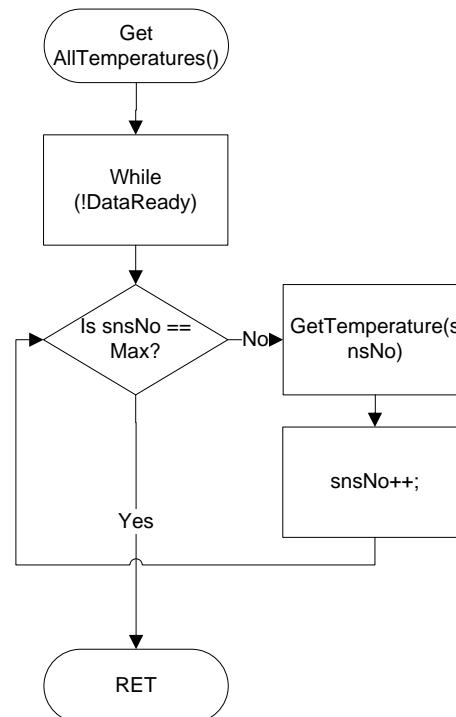 Get
AllTemperatures()
While
(!DataReady)
Is snsNo ==
Max?
No
GetTemperature(s
nsNo)
snsNo++;
Yes
RET